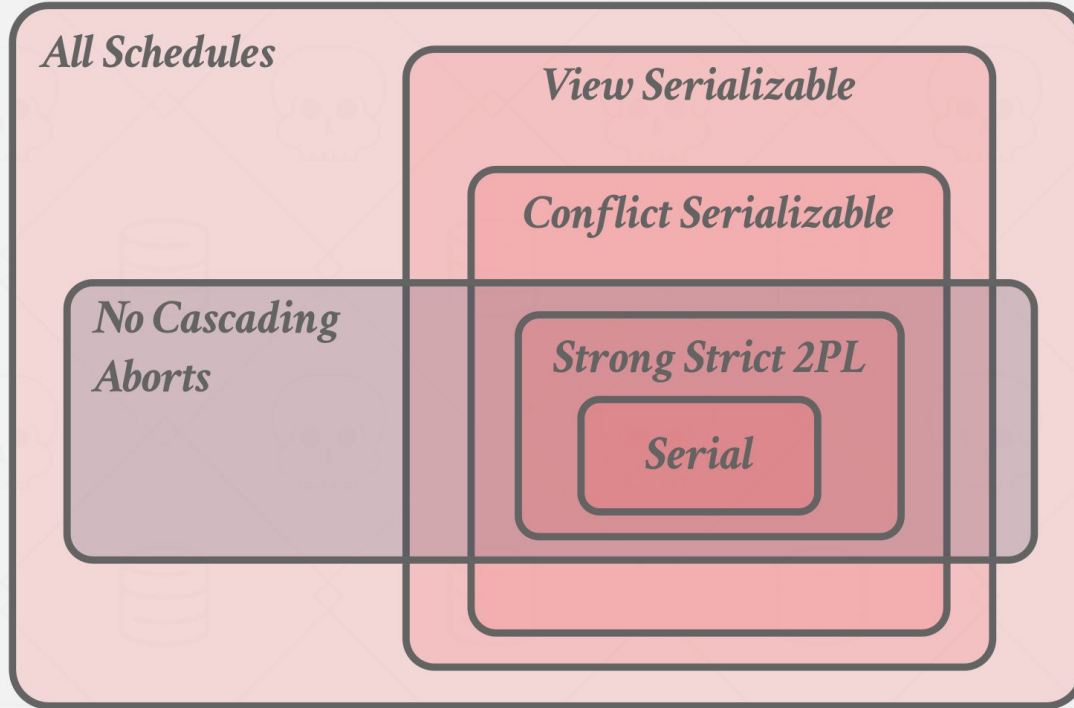 All Schedules
View Serializable
Conflict Serializable
No Cascading
Aborts
Strong Strict 2PL
Serial